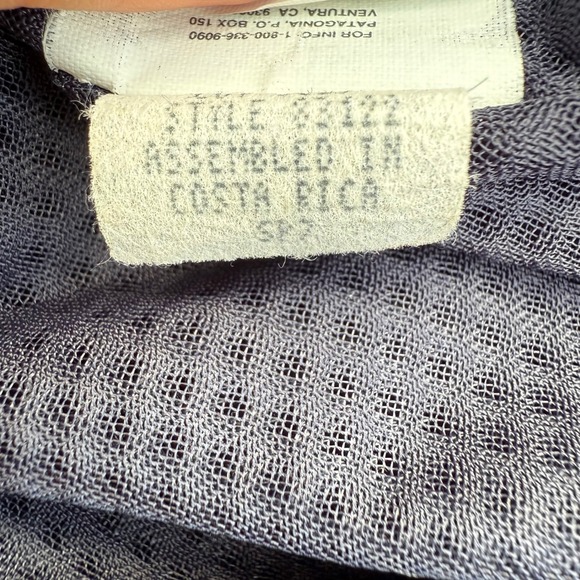 FOR INFO: 1-800-336-9090
PATAGONIA, P.O. BOX 150
VENTURA, CA
STYLE 83122
ASSEMBLED IN
COSTA RICA